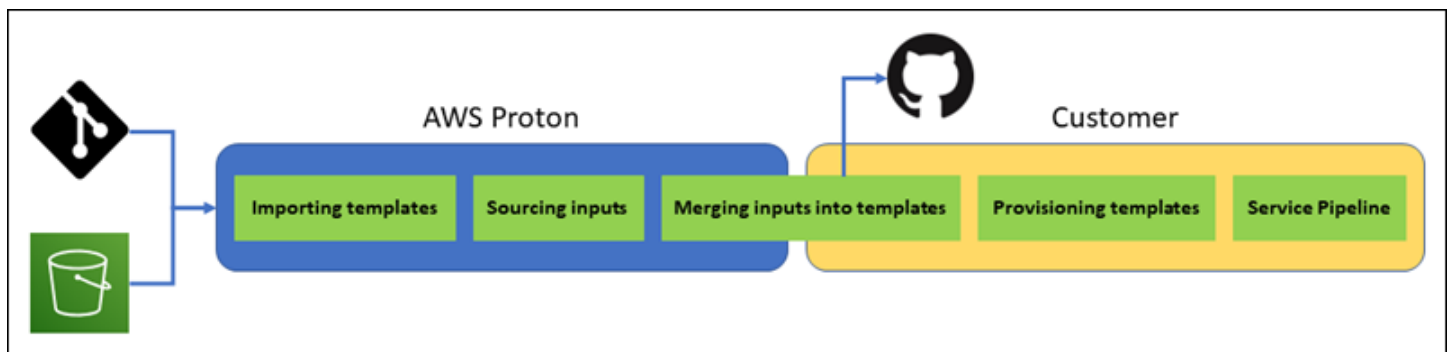 AWS Proton
Customer
Importing templates
Sourcing inputs
Merging inputs into templates
Provisioning templates
Service Pipeline